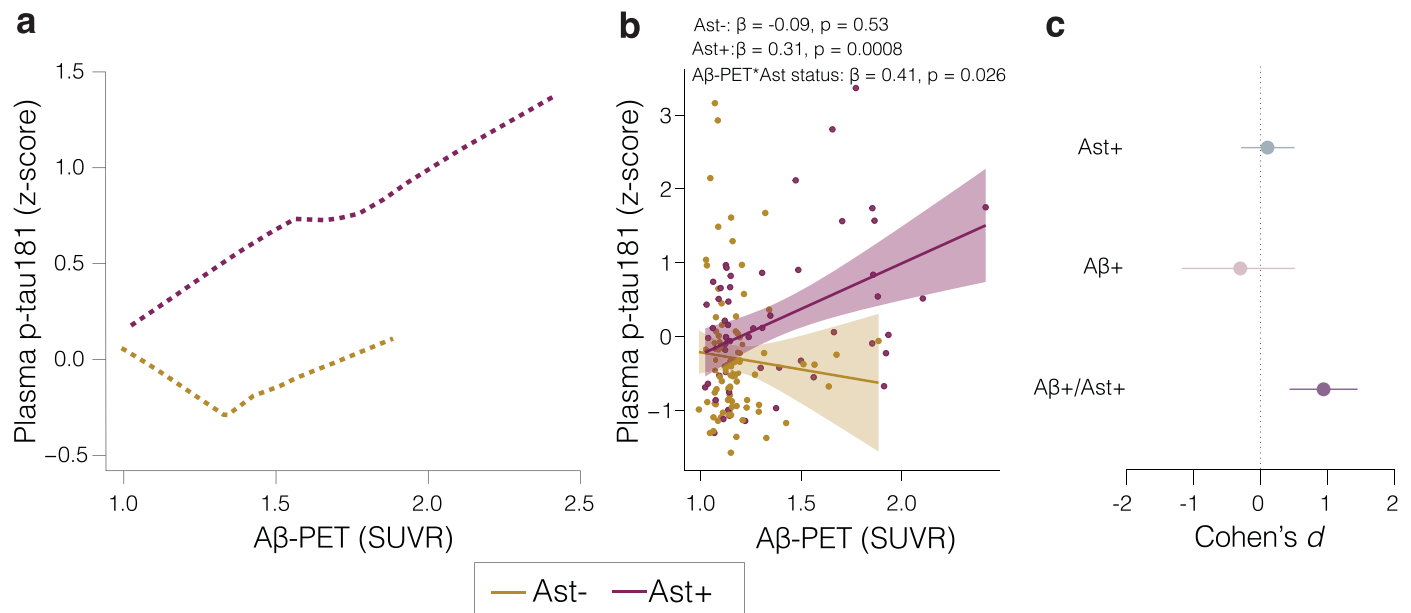 a
Plasma p-tau181 (z-score)
1.5
1.0
0.5
0.0
−0.5
1.0 1.5 2.0 2.5
Aβ-PET (SUVR)
b
Ast-: β = -0.09, p = 0.53
Ast+:β = 0.31, p = 0.0008
Aβ-PET*Ast status: β = 0.41, p = 0.026
Plasma p-tau181 (z-score)
3
2
1
0
−1
1.0 1.5 2.0
Aβ-PET (SUVR)
c
Ast+
Aβ+
Aβ+/Ast+
-2 -1 0 1 2
Cohen's d
Ast- Ast+